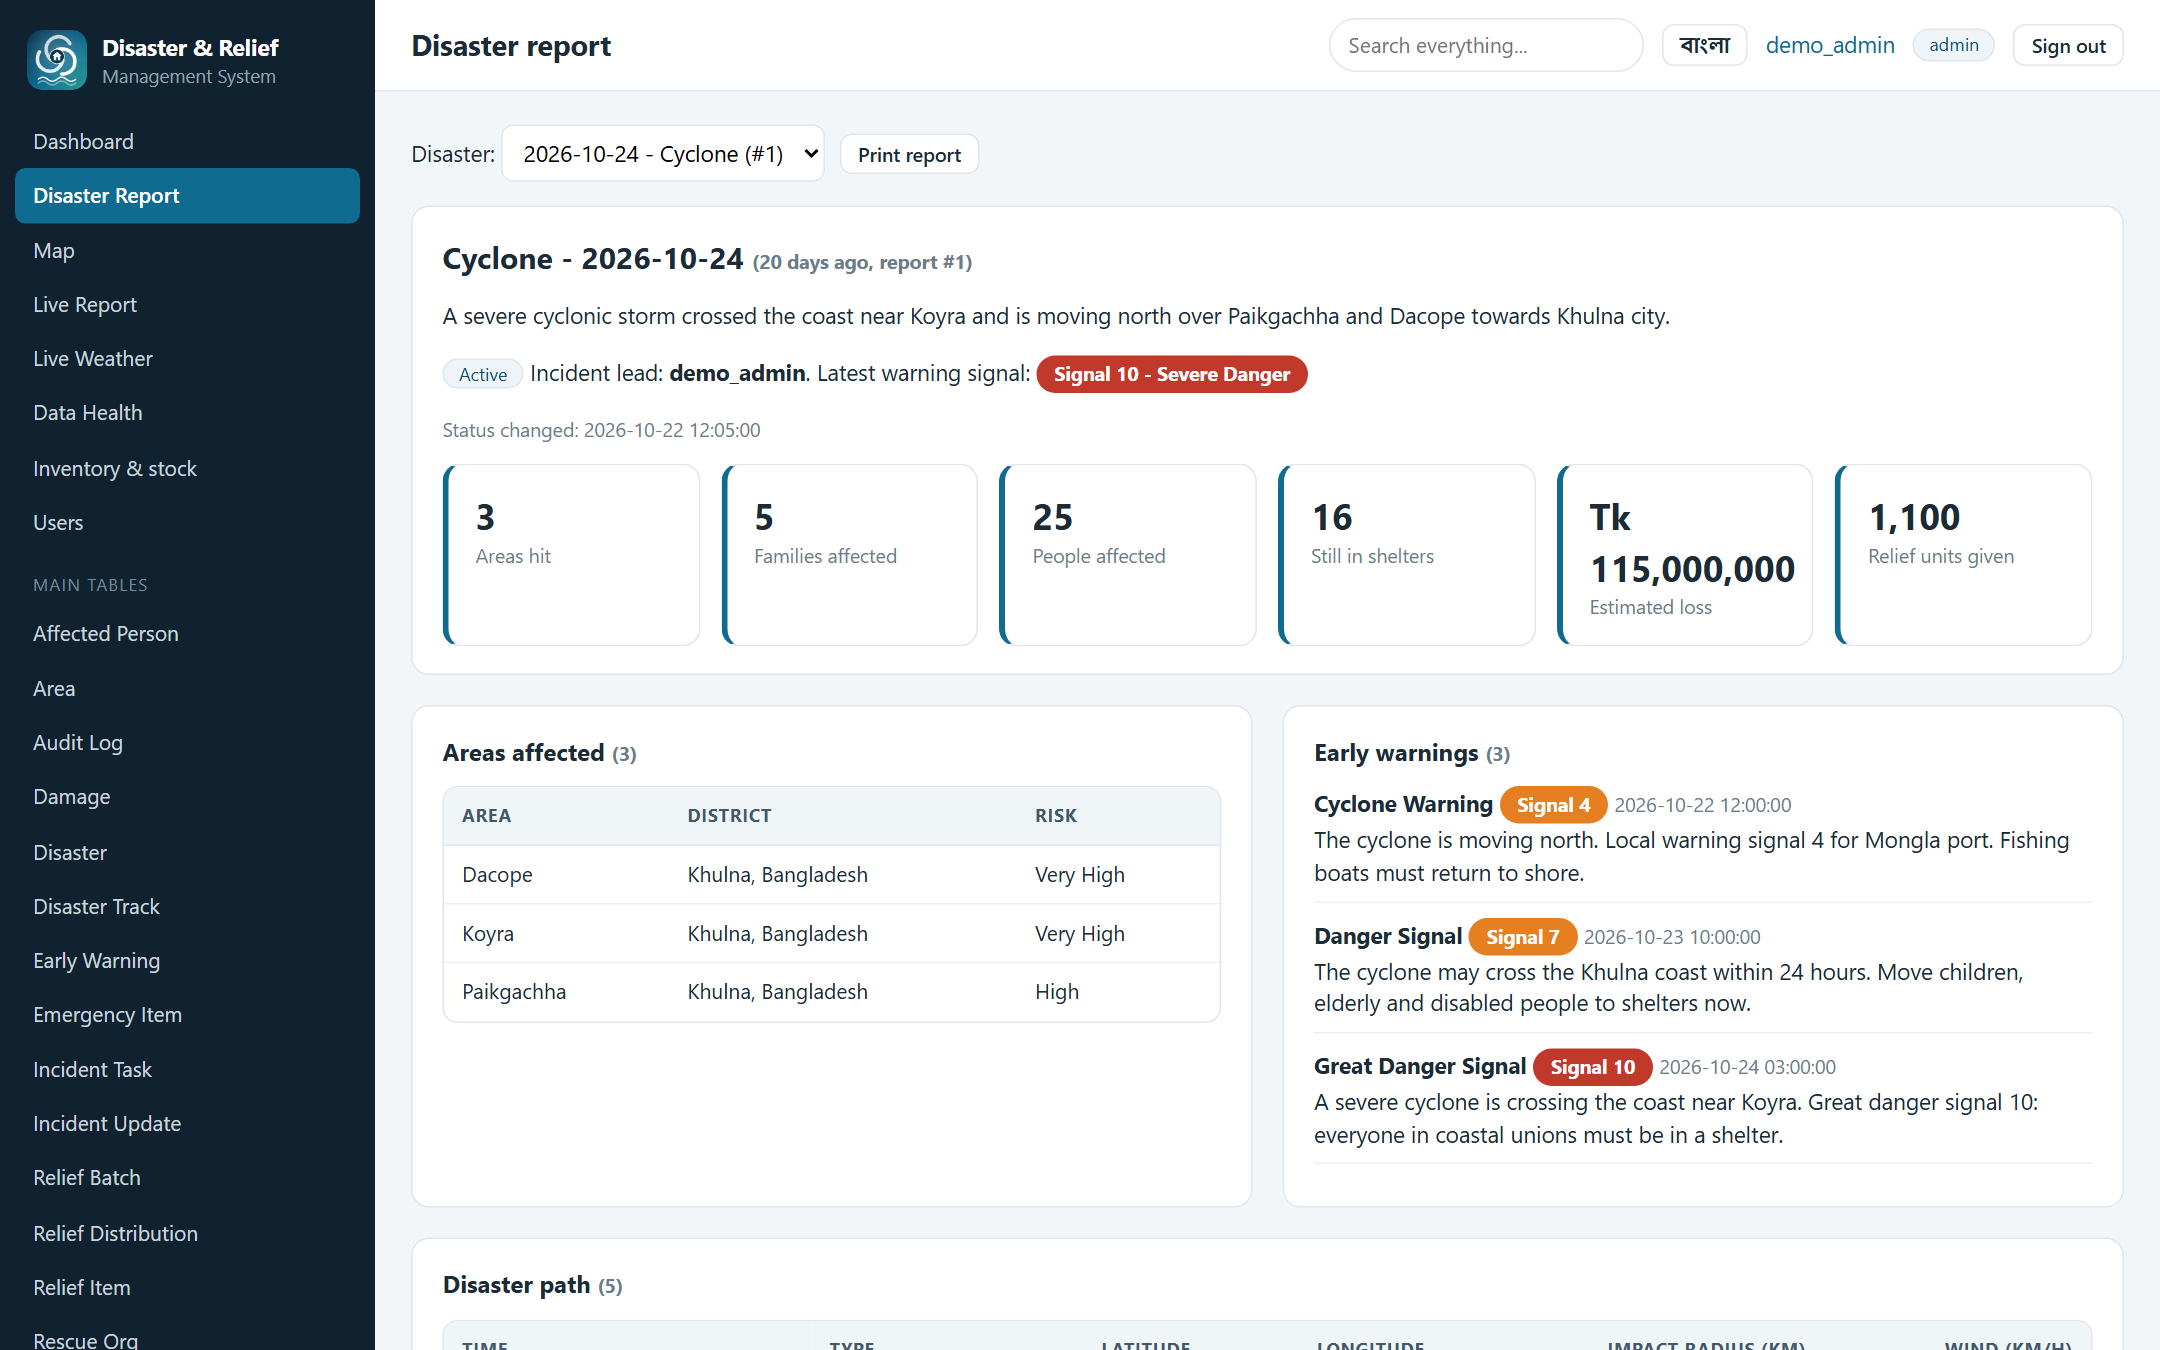 Disaster & Relief
Management System
Dashboard
Disaster Report
Map
Live Report
Live Weather
Data Health
Inventory & stock
Users
MAIN TABLES
Affected Person
Area
Audit Log
Damage
Disaster
Disaster Track
Early Warning
Emergency Item
Incident Task
Incident Update
Relief Batch
Relief Distribution
Relief Item
Rescue Org
Disaster report
Search everything...
বাংলা
demo_admin
admin
Sign out
Disaster: 2026-10-24 - Cyclone (#1)
Print report
Cyclone - 2026-10-24 (20 days ago, report #1)
A severe cyclonic storm crossed the coast near Koyra and is moving north over Paikgachha and Dacope towards Khulna city.
Active Incident lead: demo_admin. Latest warning signal: Signal 10 - Severe Danger
Status changed: 2026-10-22 12:05:00
3
Areas hit
5
Families affected
25
People affected
16
Still in shelters
Tk
115,000,000
Estimated loss
1,100
Relief units given
Areas affected (3)
AREA DISTRICT RISK
Dacope Khulna, Bangladesh Very High
Koyra Khulna, Bangladesh Very High
Paikgachha Khulna, Bangladesh High
Early warnings (3)
Cyclone Warning Signal 4 2026-10-22 12:00:00
The cyclone is moving north. Local warning signal 4 for Mongla port. Fishing
boats must return to shore.
Danger Signal Signal 7 2026-10-23 10:00:00
The cyclone may cross the Khulna coast within 24 hours. Move children,
elderly and disabled people to shelters now.
Great Danger Signal Signal 10 2026-10-24 03:00:00
A severe cyclone is crossing the coast near Koyra. Great danger signal 10:
everyone in coastal unions must be in a shelter.
Disaster path (5)
TIME TYPE LATITUDE LONGITUDE IMPACT RADIUS (KM) WIND (KM/H)